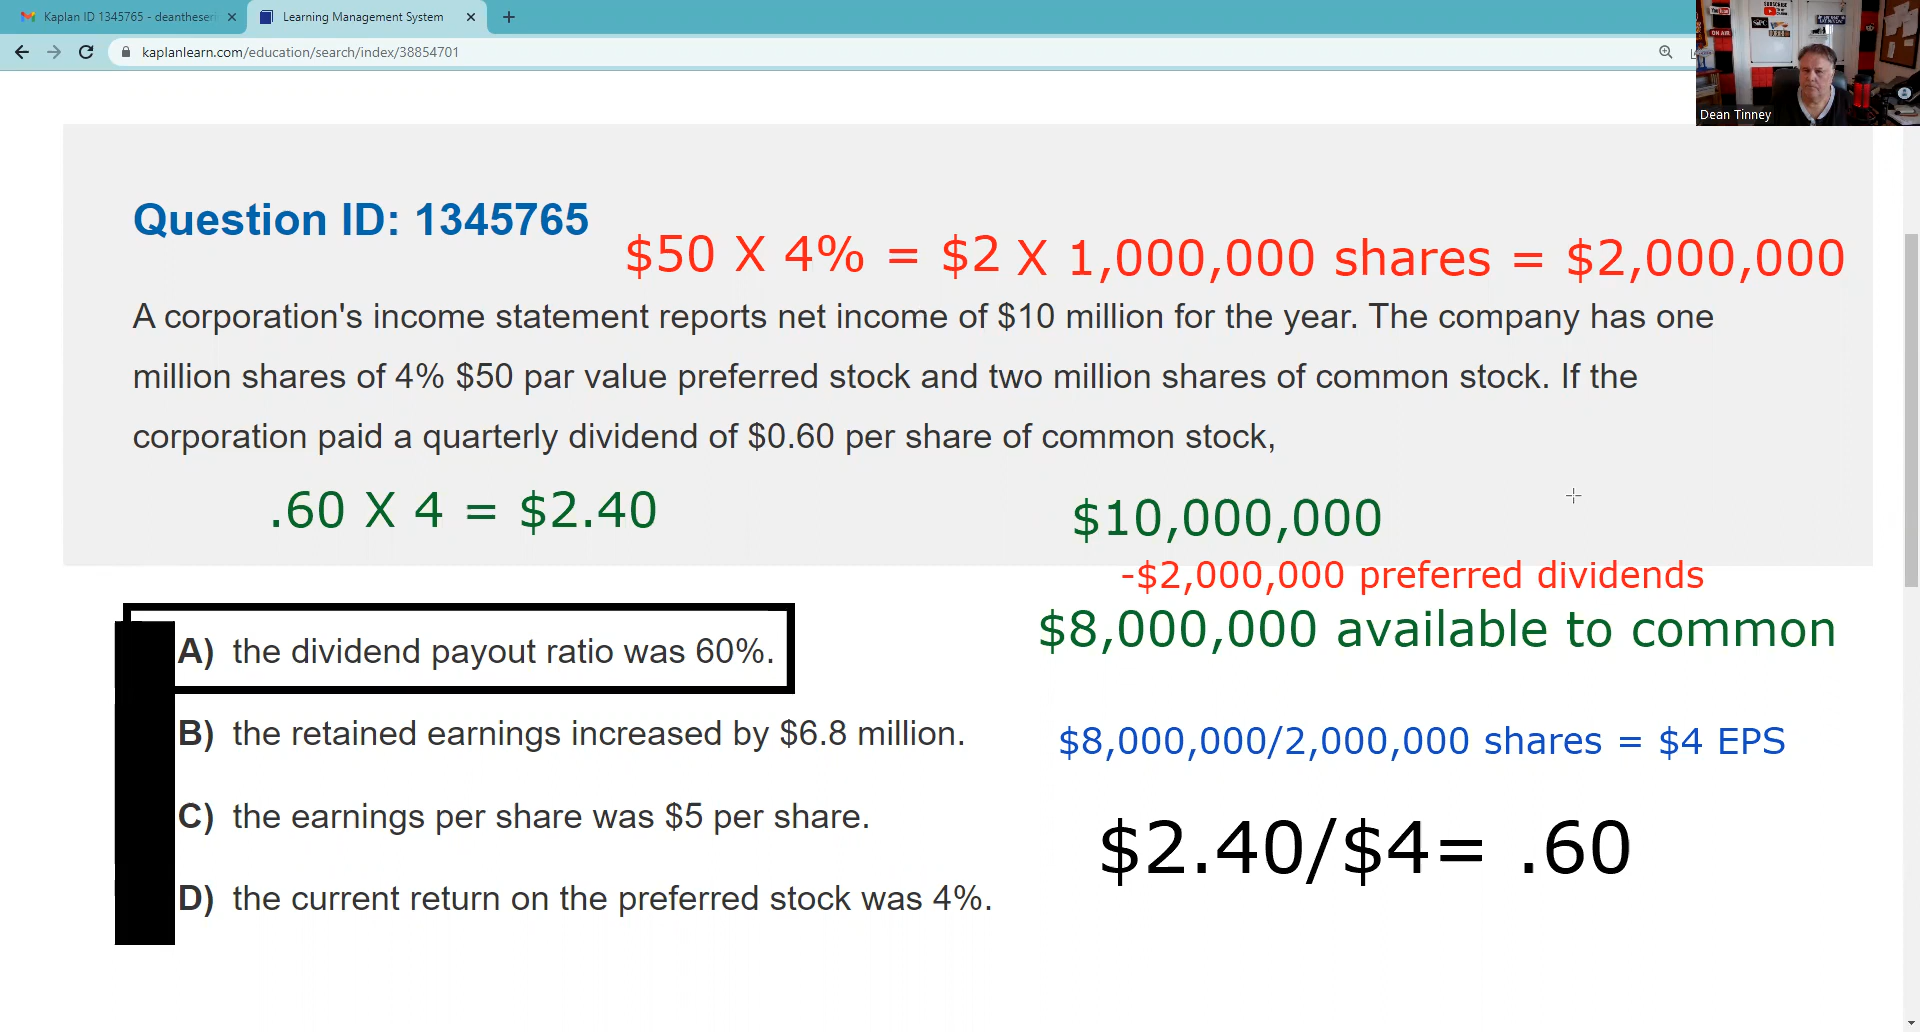 Kaplan ID 1345765 - deantheseri
Learning Management System
kaplanlearn.com/education/search/index/38854701
ON AIR
SUBSCRIBE
Dean Tinney
Question ID: 1345765
$50 X 4% = $2 X 1,000,000 shares = $2,000,000
A corporation's income statement reports net income of $10 million for the year. The company has one
million shares of 4% $50 par value preferred stock and two million shares of common stock. If the
corporation paid a quarterly dividend of $0.60 per share of common stock,
.60 X 4 = $2.40
$10,000,000
-$2,000,000 preferred dividends
$8,000,000 available to common
A) the dividend payout ratio was 60%.
B) the retained earnings increased by $6.8 million.
$8,000,000/2,000,000 shares = $4 EPS
C) the earnings per share was $5 per share.
$2.40/$4= .60
D) the current return on the preferred stock was 4%.